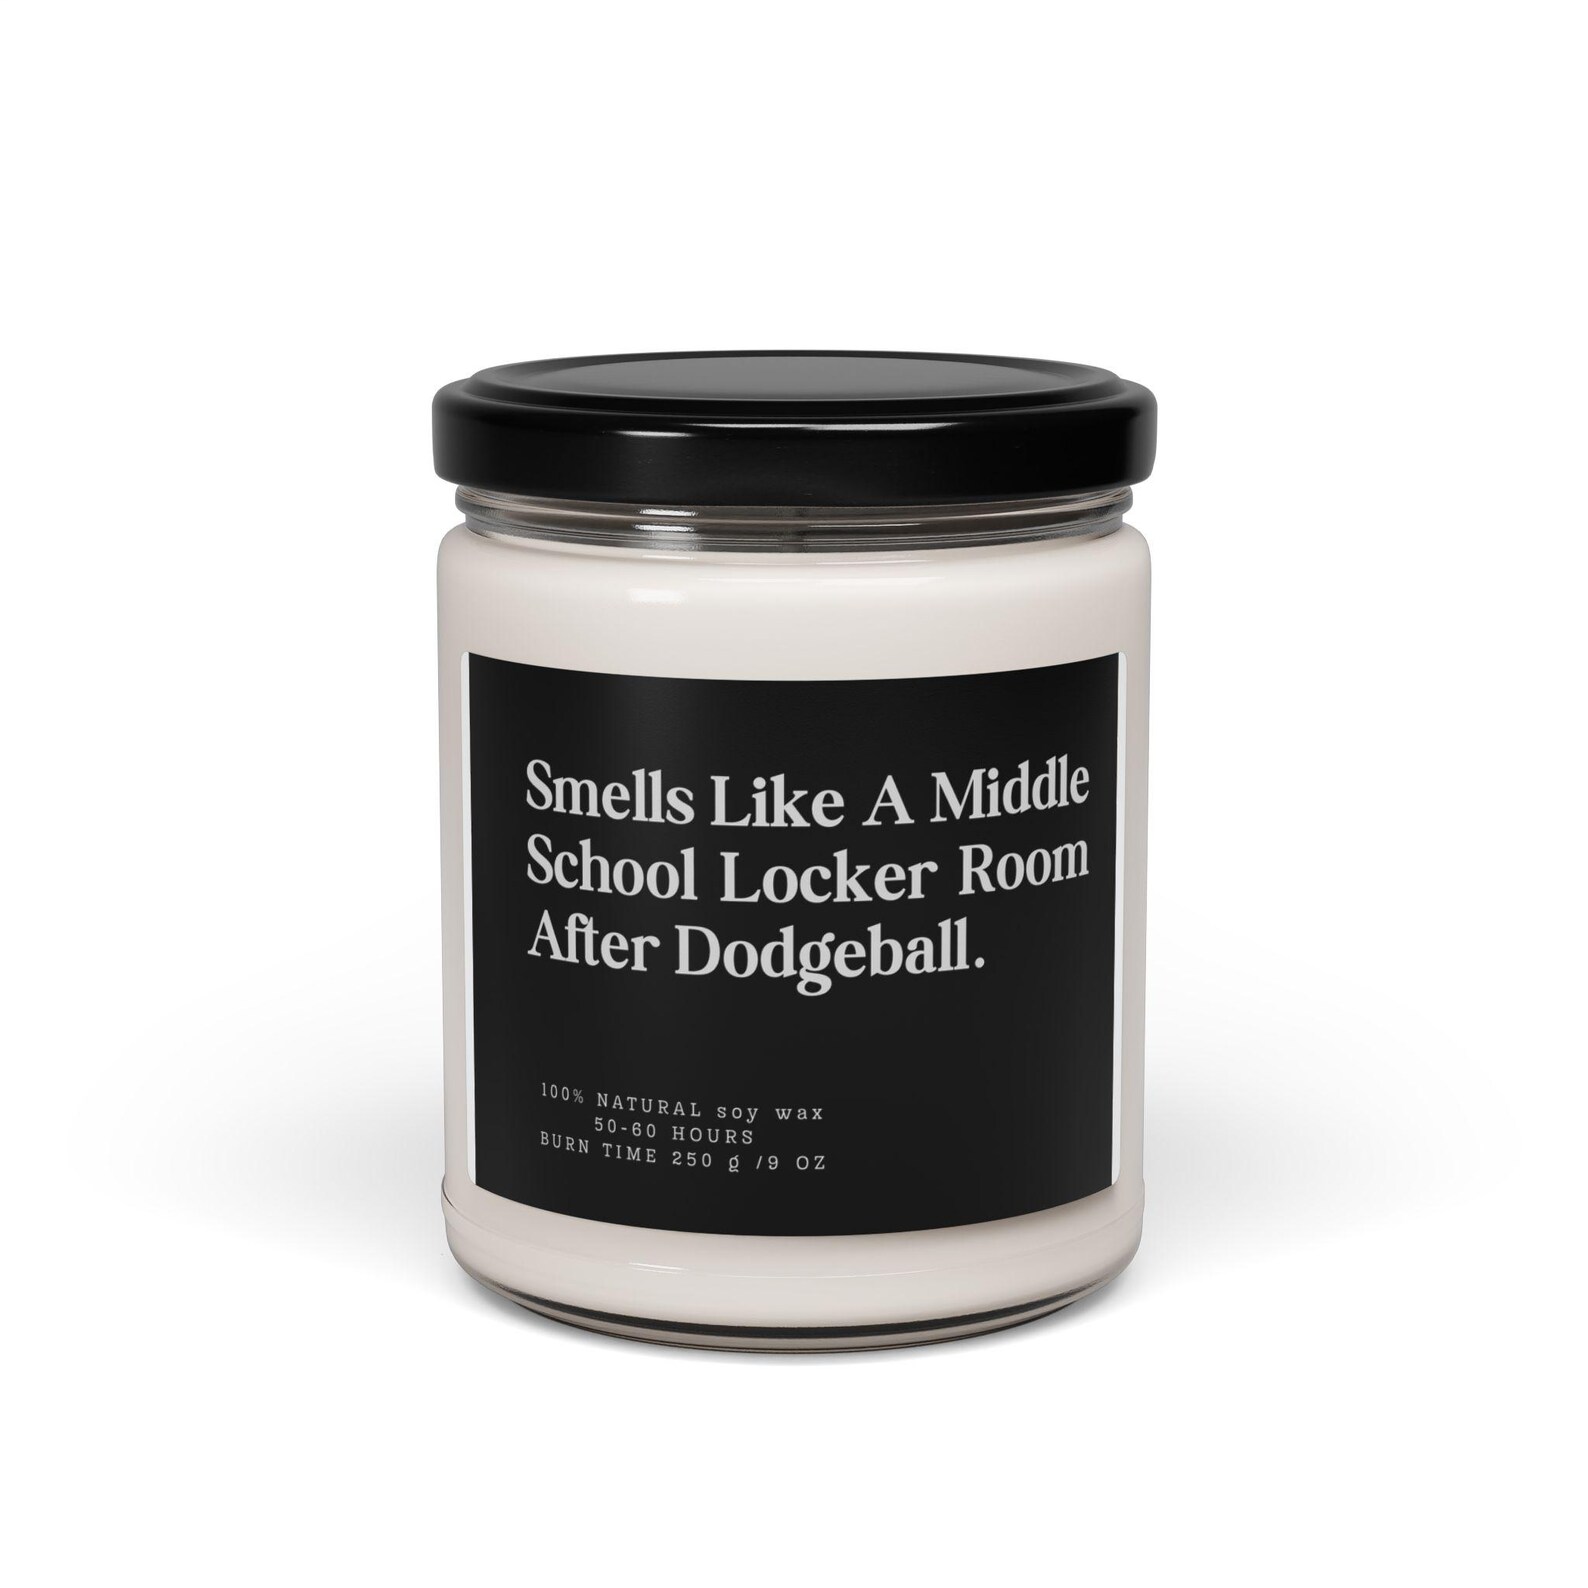 Smells Like A Middle
School Locker Room
After Dodgeball.
100% NATURAL soy wax
50-60 HOURS
BURN TIME 250 g /9 OZ